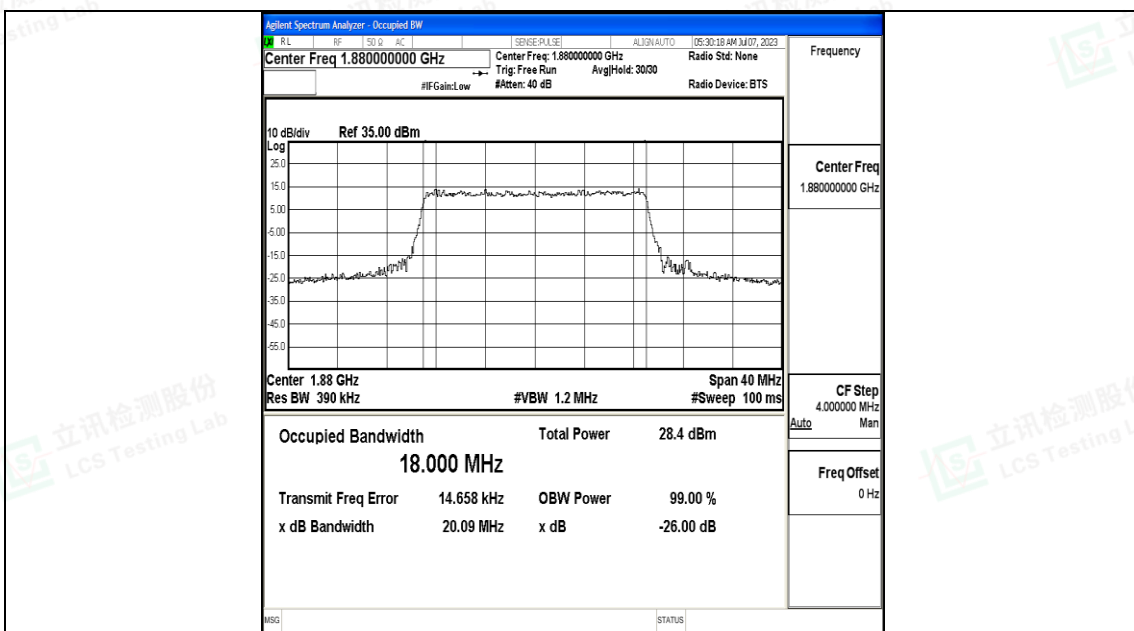 Agilent Spectrum Analyzer - Occupied BW
RL RF 50 Ω AC SENSE:PULSE ALIGN AUTO 05:30:18 AM Jul 07, 2023
Center Freq 1.880000000 GHz
Center Freq: 1.880000000 GHz Radio Std: None
Trig: Free Run Avg|Hold: 30/30
#IFGain:Low #Atten: 40 dB Radio Device: BTS
Frequency
10 dB/div Ref 35.00 dBm
Log
25.0
15.0
5.00
-5.00
-15.0
-25.0
-35.0
-45.0
-55.0
Center Freq
1.880000000 GHz
Center 1.88 GHz Span 40 MHz
Res BW 390 kHz #VBW 1.2 MHz #Sweep 100 ms
CF Step
4.000000 MHz
Auto Man
Occupied Bandwidth Total Power 28.4 dBm
18.000 MHz
Transmit Freq Error 14.658 kHz OBW Power 99.00 %
x dB Bandwidth 20.09 MHz x dB -26.00 dB
Freq Offset
0 Hz
MSG STATUS
立讯检测股份
LCS Testing Lab
立讯检测股份
LCS Testing L